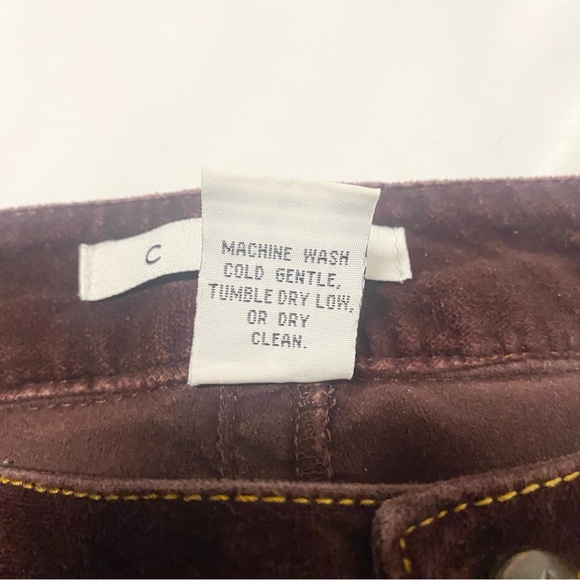 C
MACHINE WASH
COLD GENTLE,
TUMBLE DRY LOW,
OR DRY
CLEAN.